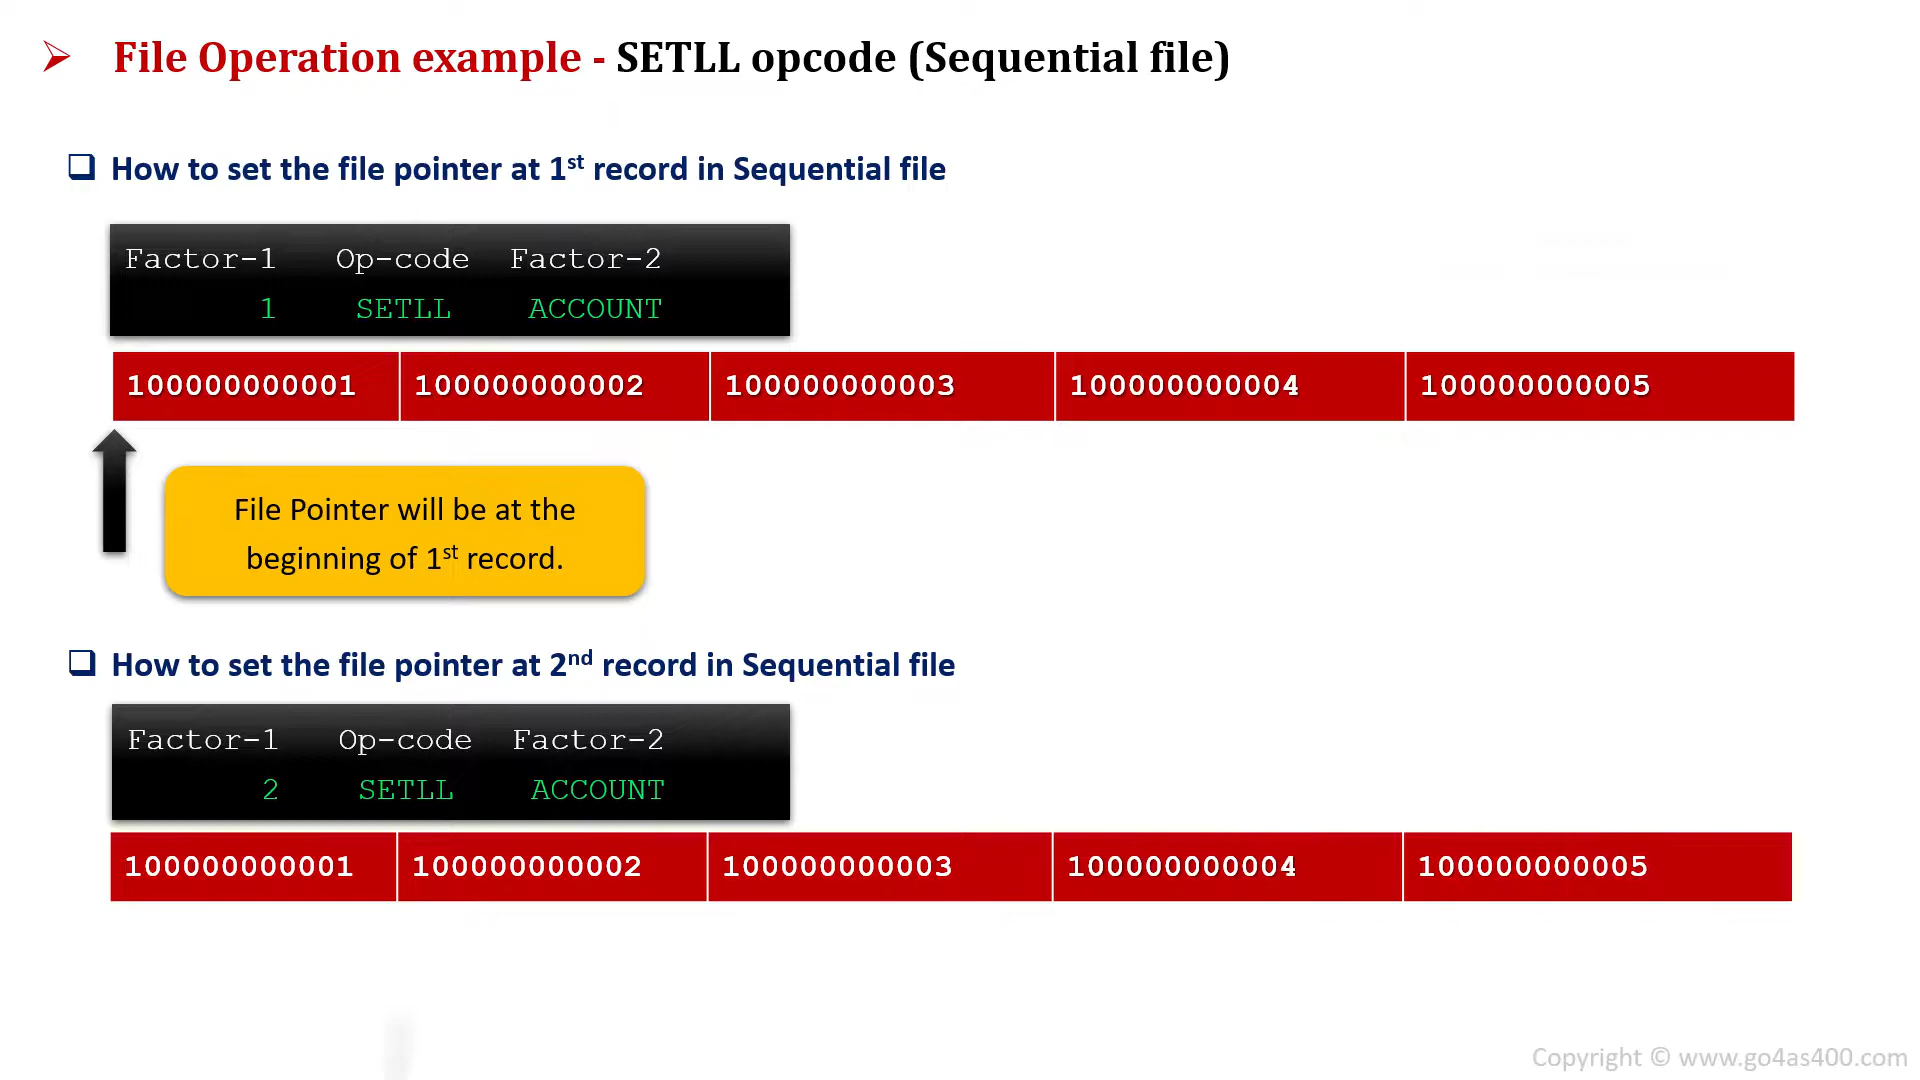 File Operation example - SETLL opcode (Sequential file)
How to set the file pointer at 1st record in Sequential file
Factor-1 Op-code Factor-2
1 SETLL ACCOUNT
100000000001 100000000002 100000000003 100000000004 100000000005
File Pointer will be at the
beginning of 1st record.
How to set the file pointer at 2nd record in Sequential file
Factor-1 Op-code Factor-2
2 SETLL ACCOUNT
100000000001 100000000002 100000000003 100000000004 100000000005
Copyright © www.go4as400.com